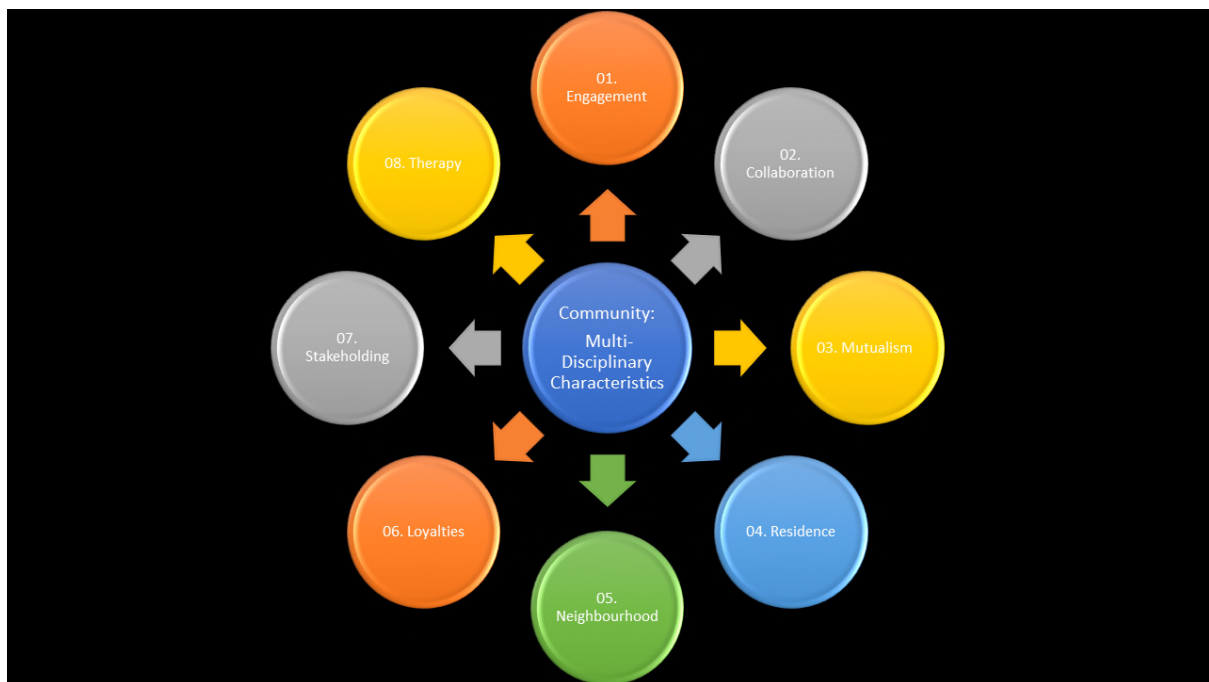 01.
Engagement
02.
Collaboration
03. Mutualism
04. Residence
05.
Neighbourhood
06. Loyalties
07.
Stakeholding
08. Therapy
Community:
Multi-
Disciplinary
Characteristics